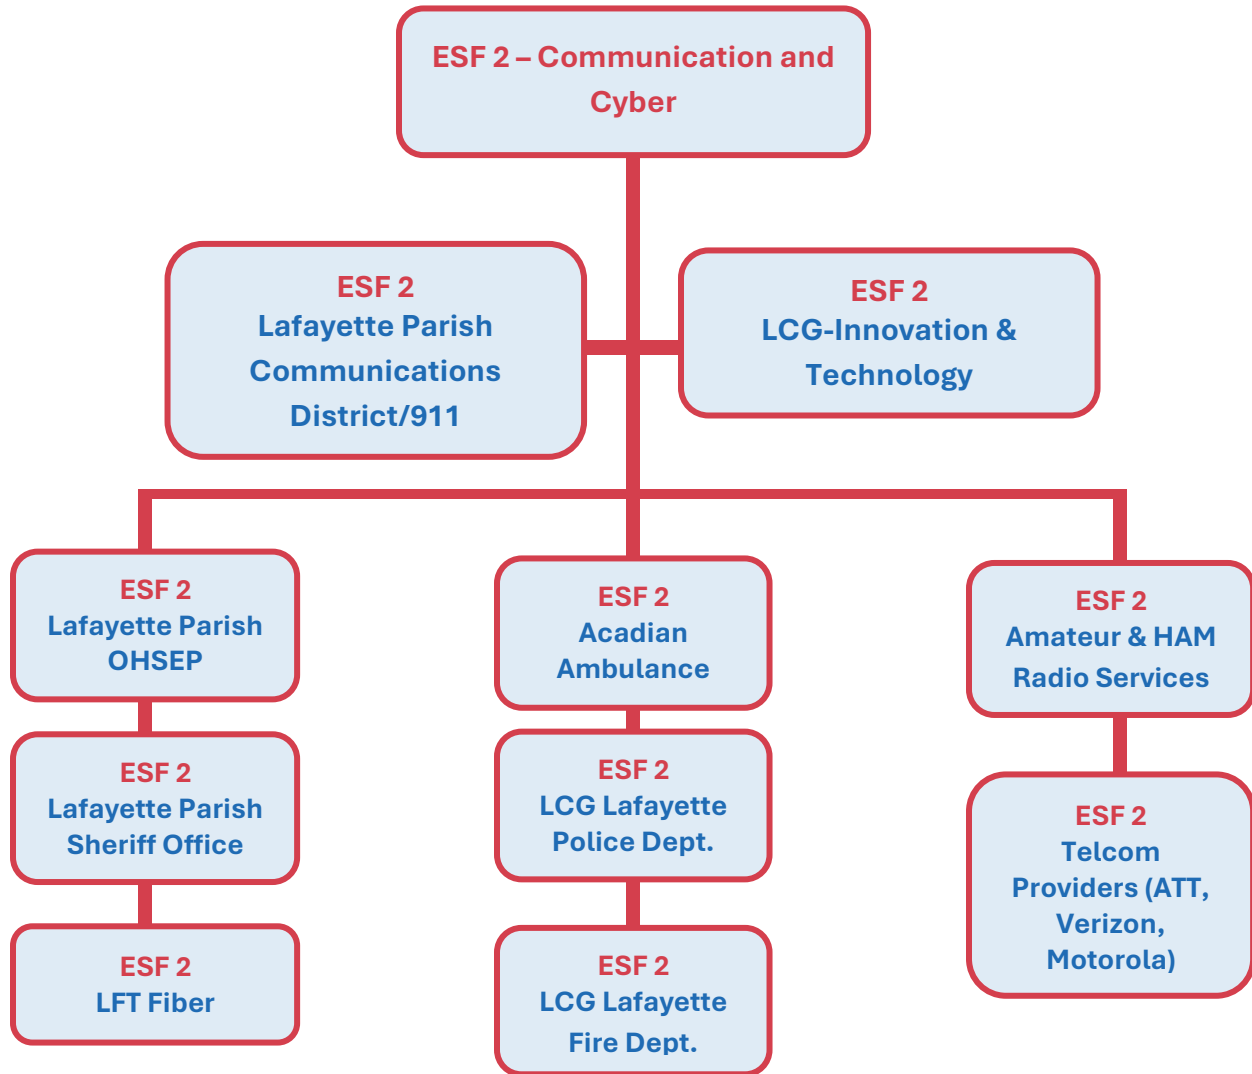 ESF 2 – Communication and
Cyber
ESF 2
Lafayette Parish
Communications
District/911
ESF 2
LCG-Innovation &
Technology
ESF 2
Lafayette Parish
OHSEP
ESF 2
Acadian
Ambulance
ESF 2
Amateur & HAM
Radio Services
ESF 2
Lafayette Parish
Sheriff Office
ESF 2
LCG Lafayette
Police Dept.
ESF 2
Telcom
Providers (ATT,
Verizon,
Motorola)
ESF 2
LFT Fiber
ESF 2
LCG Lafayette
Fire Dept.